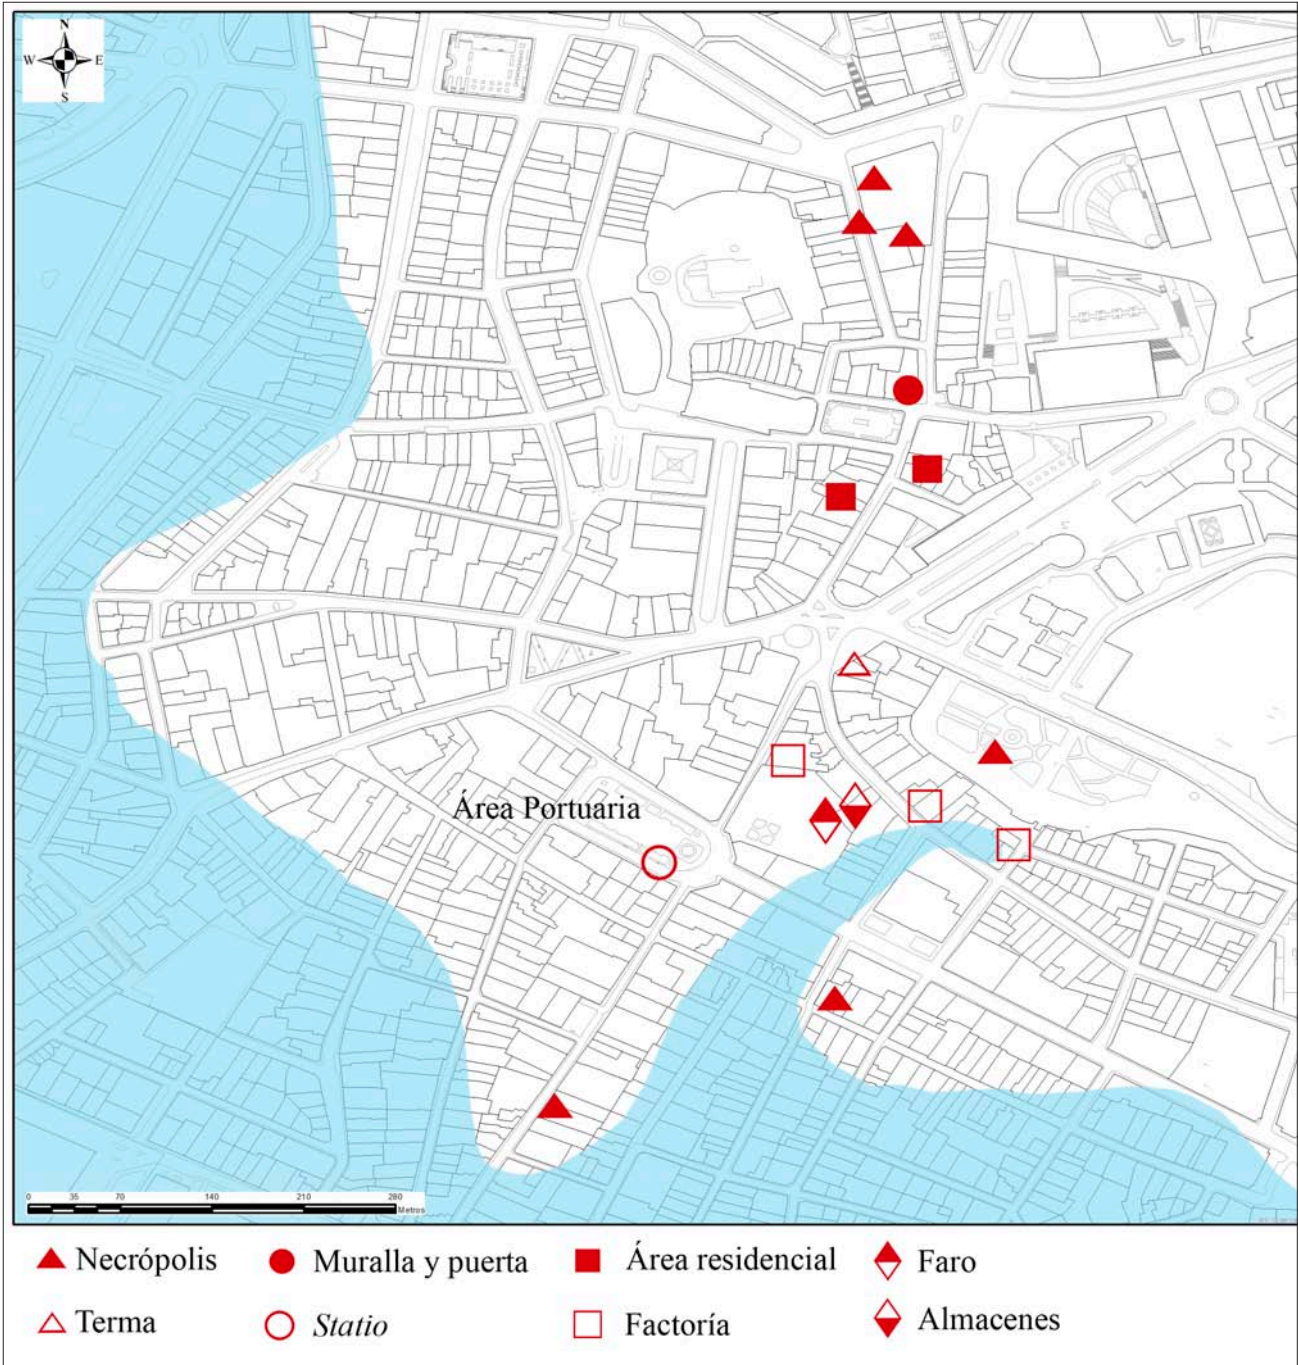 N
W E
S
Área Portuaria
0 35 70 140 210 280
Metros
Necrópolis Muralla y puerta Área residencial Faro
Terma Statio Factoría Almacenes